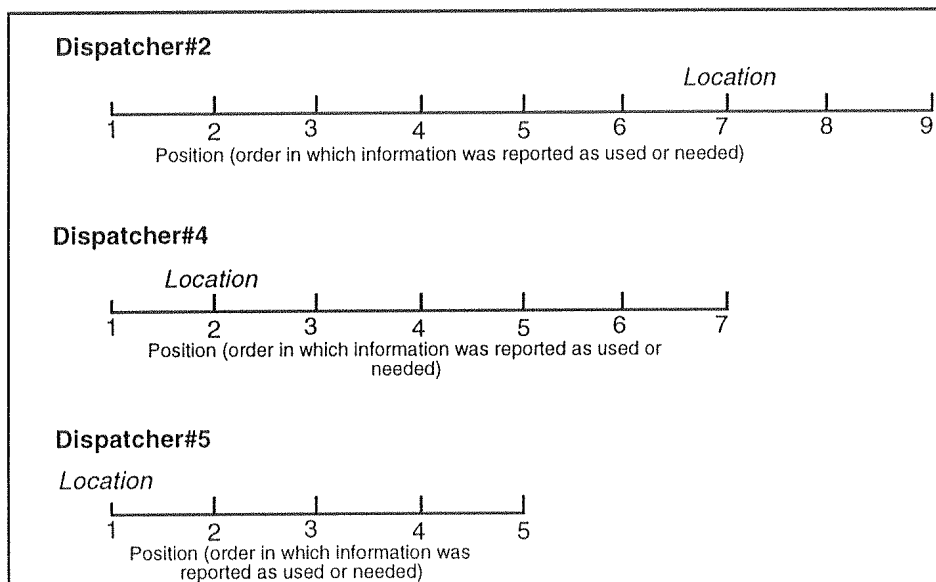 Dispatcher#2
Location
1 2 3 4 5 6 7 8 9
Position (order in which information was reported as used or needed)
Dispatcher#4
Location
1 2 3 4 5 6 7
Position (order in which information was reported as used or
needed)
Dispatcher#5
Location
1 2 3 4 5
Position (order in which information was
reported as used or needed)